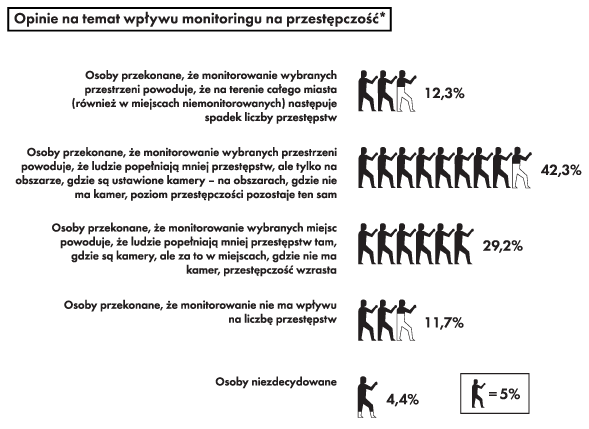 Opinie na temat wpływu monitoringu na przestępczość*
Osoby przekonane, że monitorowanie wybranych
przestrzeni powoduje, że na terenie całego miasta
(również w miejscach niemonitorowanych) następuje
spadek liczby przestępstw
12,3%
Osoby przekonane, że monitorowanie wybranych przestrzeni
powoduje, że ludzie popełniają mniej przestępstw, ale tylko na
obszarze, gdzie są ustawione kamery – na obszarach, gdzie nie
ma kamer, poziom przestępczości pozostaje ten sam
42,3%
Osoby przekonane, że monitorowanie wybranych miejsc
powoduje, że ludzie popełniają mniej przestępstw tam,
gdzie są kamery, ale za to w miejscach, gdzie nie ma
kamer, przestępczość wzrasta
29,2%
Osoby przekonane, że monitorowanie nie ma wpływu
na liczbę przestępstw
11,7%
Osoby niezdecydowane
4,4%
= 5%